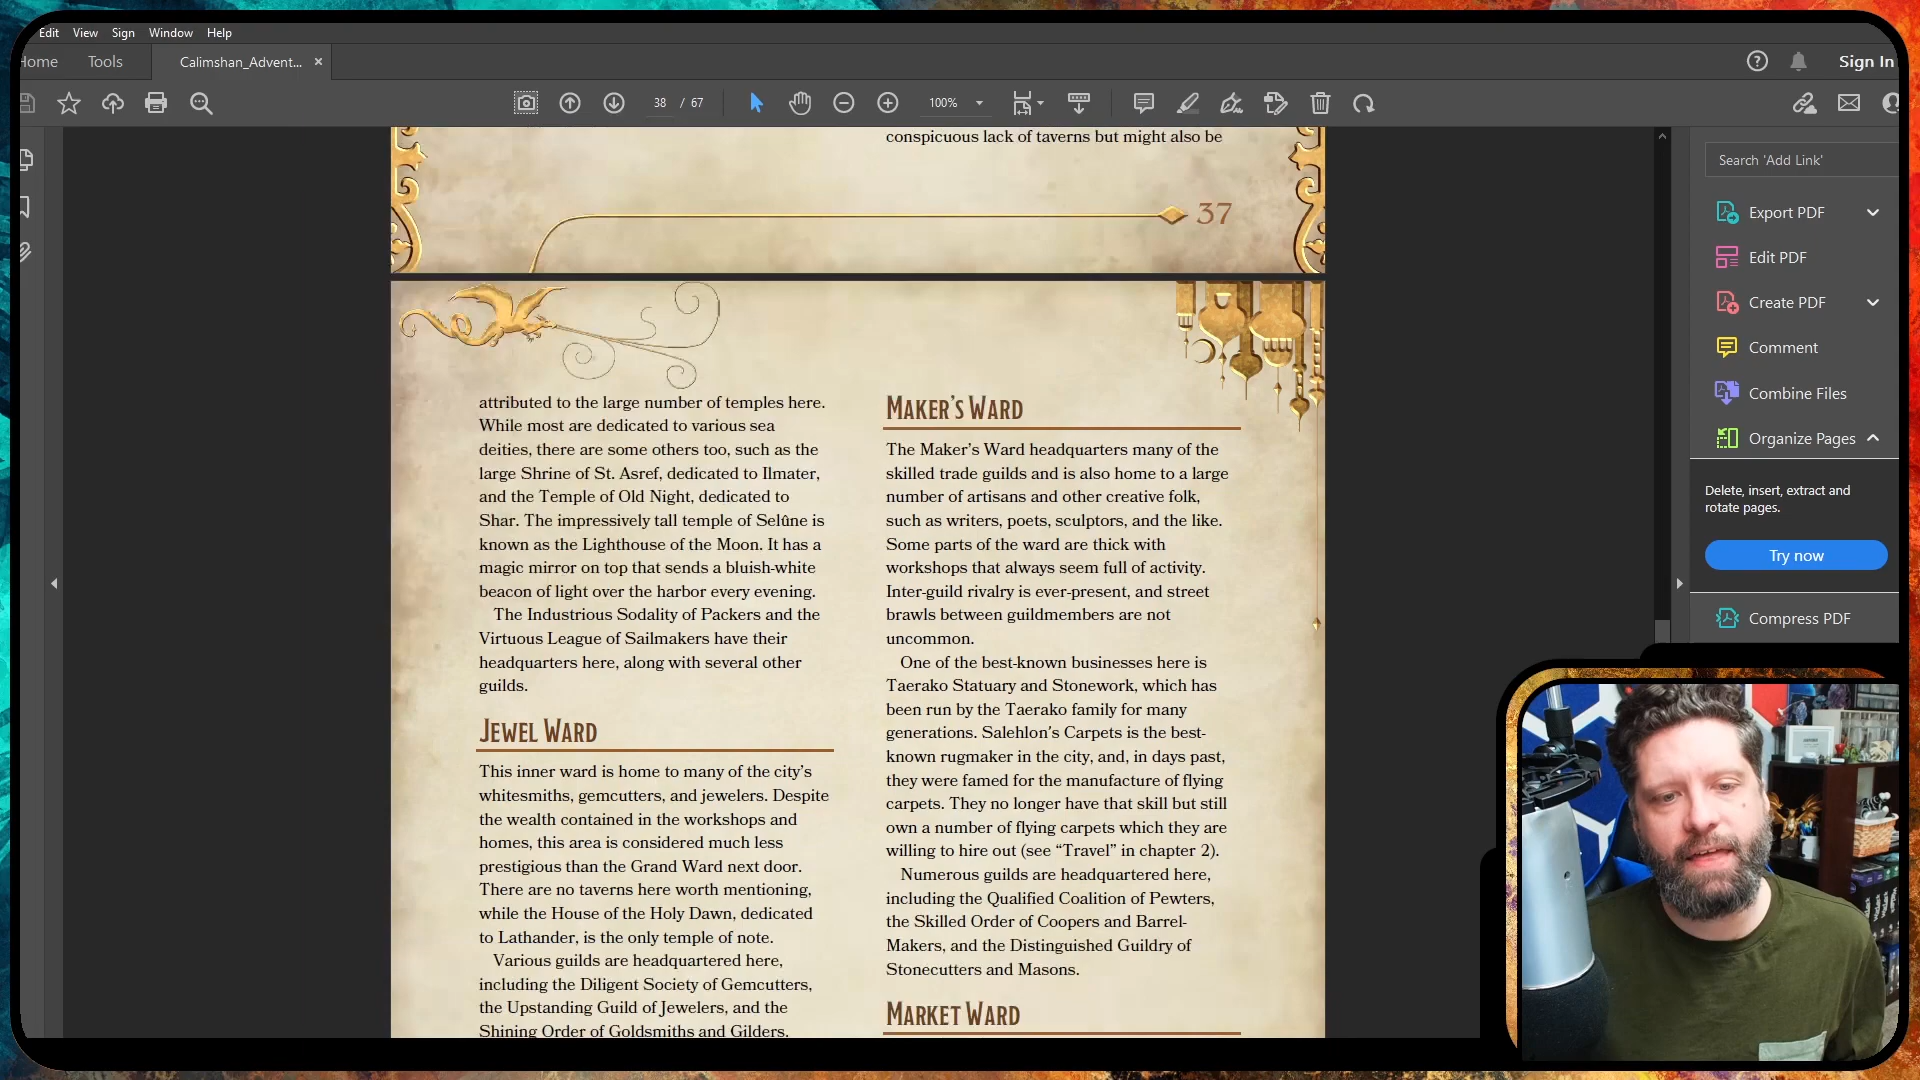 Edit View Sign Window Help
Home Tools Calimshan_Advent... ×
? Sign In
38 / 67 100%
conspicuous lack of taverns but might also be
37
attributed to the large number of temples here.
While most are dedicated to various sea
deities, there are some others too, such as the
large Shrine of St. Asref, dedicated to Ilmater,
and the Temple of Old Night, dedicated to
Shar. The impressively tall temple of Selûne is
known as the Lighthouse of the Moon. It has a
magic mirror on top that sends a bluish-white
beacon of light over the harbor every evening.
The Industrious Sodality of Packers and the
Virtuous League of Sailmakers have their
headquarters here, along with several other
guilds.
Jewel Ward
This inner ward is home to many of the city’s
whitesmiths, gemcutters, and jewelers. Despite
the wealth contained in the workshops and
homes, this area is considered much less
prestigious than the Grand Ward next door.
There are no taverns here worth mentioning,
while the House of the Holy Dawn, dedicated
to Lathander, is the only temple of note.
Various guilds are headquartered here,
including the Diligent Society of Gemcutters,
the Upstanding Guild of Jewelers, and the
Shining Order of Goldsmiths and Gilders.
Maker’s Ward
The Maker’s Ward headquarters many of the
skilled trade guilds and is also home to a large
number of artisans and other creative folk,
such as writers, poets, sculptors, and the like.
Some parts of the ward are thick with
workshops that always seem full of activity.
Inter-guild rivalry is ever-present, and street
brawls between guildmembers are not
uncommon.
One of the best-known businesses here is
Taerako Statuary and Stonework, which has
been run by the Taerako family for many
generations. Salehlon’s Carpets is the best-
known rugmaker in the city, and, in days past,
they were famed for the manufacture of flying
carpets. They no longer have that skill but still
own a number of flying carpets which they are
willing to hire out (see “Travel” in chapter 2).
Numerous guilds are headquartered here,
including the Qualified Coalition of Pewters,
the Skilled Order of Coopers and Barrel-
Makers, and the Distinguished Guildry of
Stonecutters and Masons.
Market Ward
Search 'Add Link'
Export PDF
Edit PDF
Create PDF
Comment
Combine Files
Organize Pages
Delete, insert, extract and
rotate pages.
Try now
Compress PDF